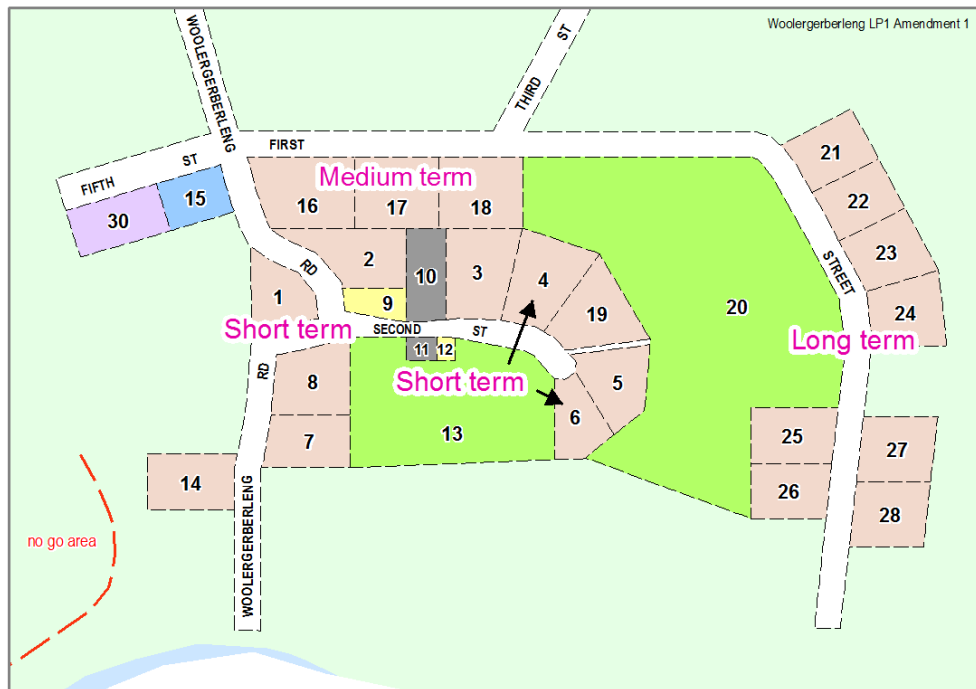 Woolergerberleng LP1 Amendment 1
WOOLERGERBERLENG
THIRD ST
FIRST
FIFTH ST
21
15
30
Medium term
16
17
18
22
23
STREET
RD
2
10
3
4
19
20
1
9
24
Short term
SECOND ST
Long term
11
12
RD
Short term
8
5
6
13
7
25
27
14
26
28
WOOLERGERBERLENG
no go area